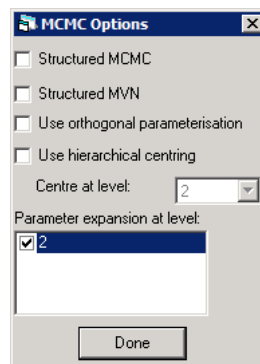 MCMC Options
Structured MCMC
Structured MVN
Use orthogonal parameterisation
Use hierarchical centring
Centre at level: 2
Parameter expansion at level:
2
Done